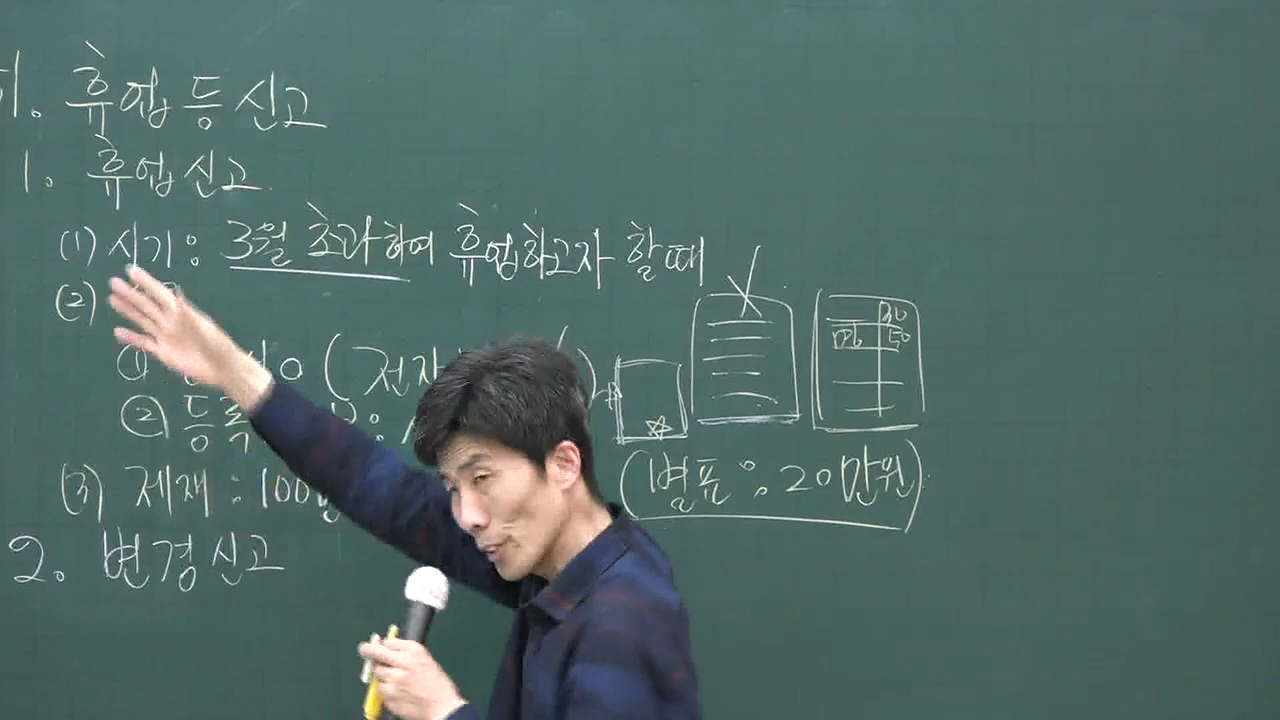 휴업 등 신고
1. 휴업신고
(1) 시기 : 3월 초과하여 휴업하고자 할 때
(2)
① (전자
② 등록
(3) 제재 : 100
(별표 : 20만원)
2. 변경신고